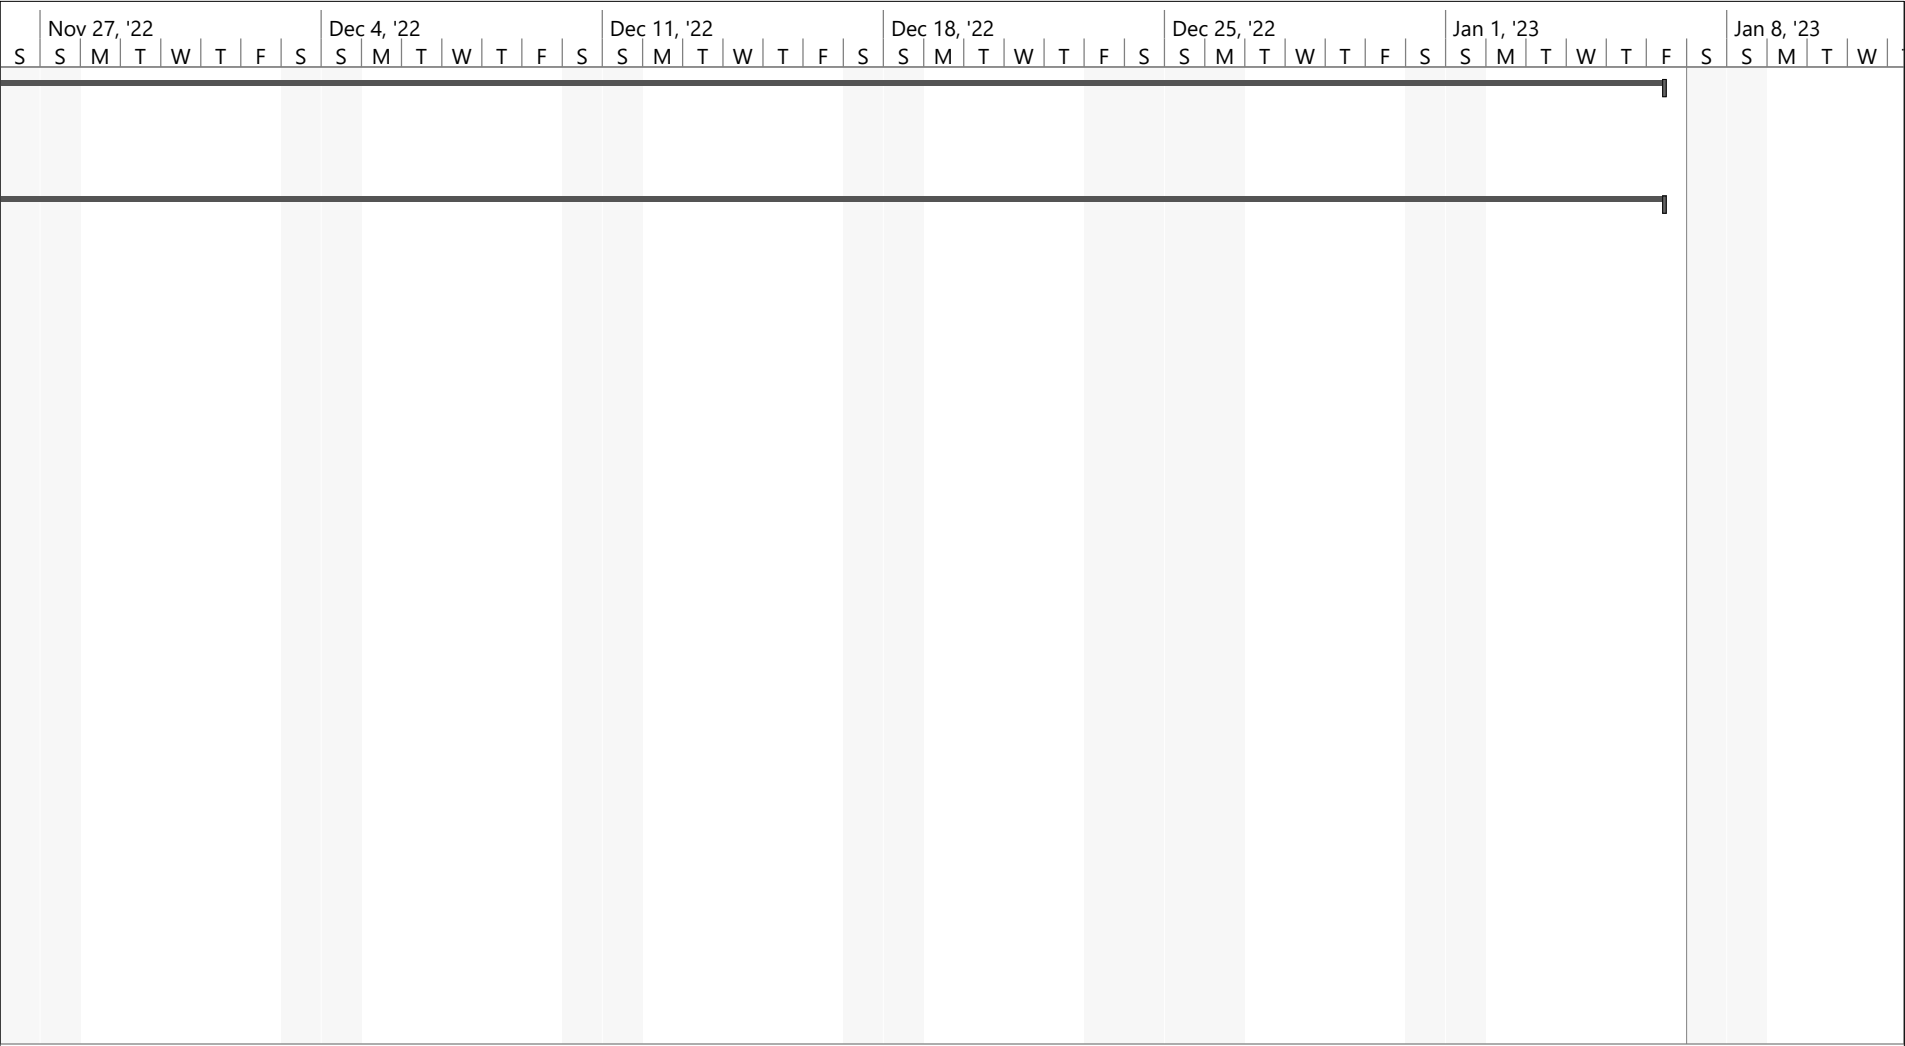 Nov 27, '22 Dec 4, '22 Dec 11, '22 Dec 18, '22 Dec 25, '22 Jan 1, '23 Jan 8, '23
S S M T W T F S S M T W T F S S M T W T F S S M T W T F S S M T W T F S S M T W T F S S M T W